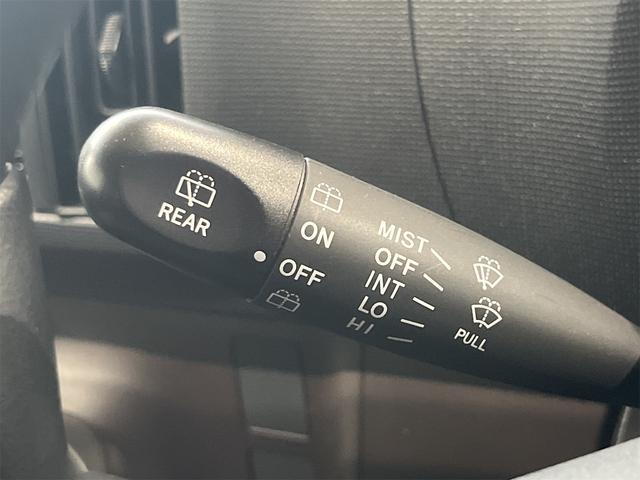 REAR
ON
OFF
MIST
OFF
INT
LO
HI
PULL